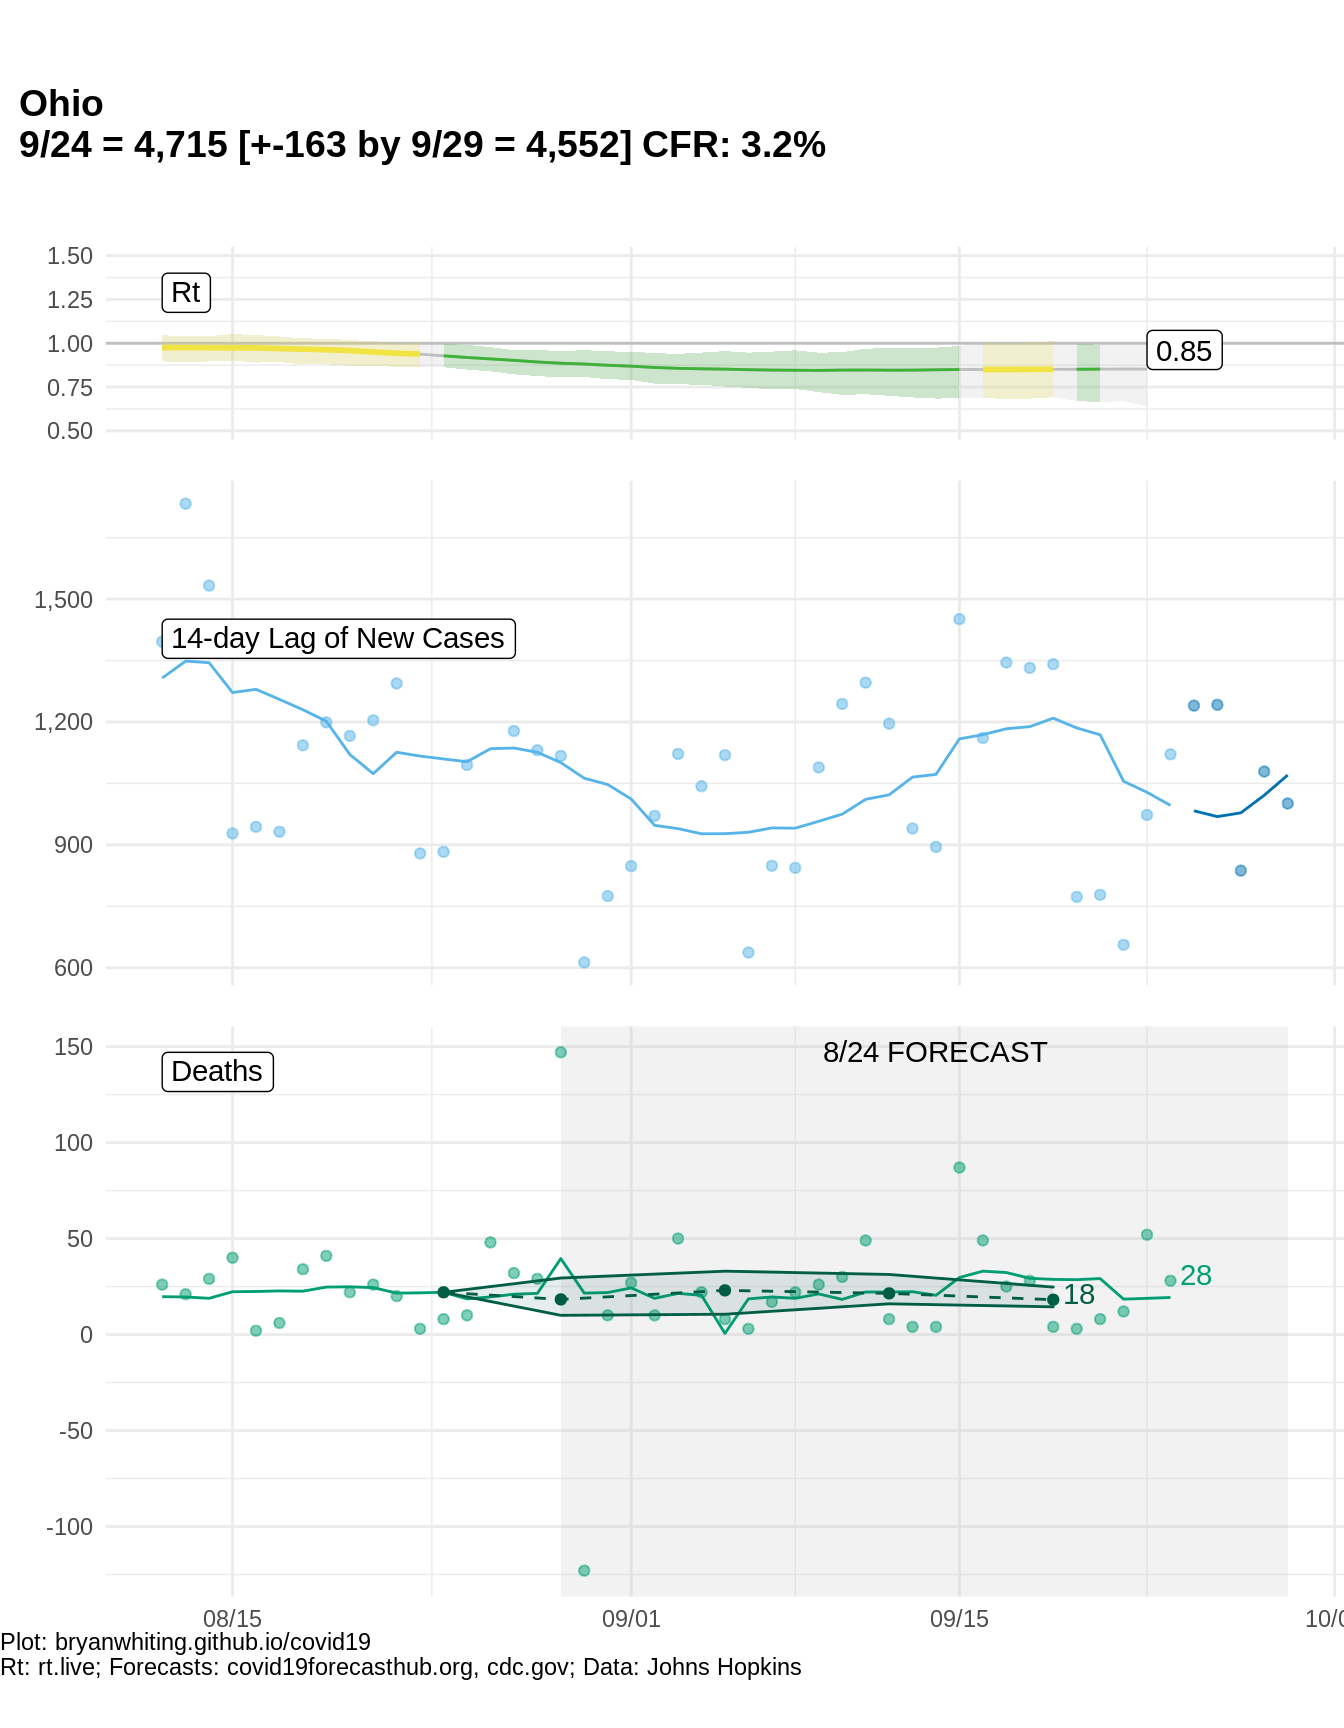 Ohio
9/24 = 4,715 [+-163 by 9/29 = 4,552] CFR: 3.2%
1.50
1.25
1.00
0.75
0.50
Rt
0.85
1,500
1,200
900
600
14-day Lag of New Cases
150
100
50
0
-50
-100
Deaths
8/24 FORECAST
28
18
08/15
09/01
09/15
Plot: bryanwhiting.github.io/covid19
Rt: rt.live; Forecasts: covid19forecasthub.org, cdc.gov; Data: Johns Hopkins